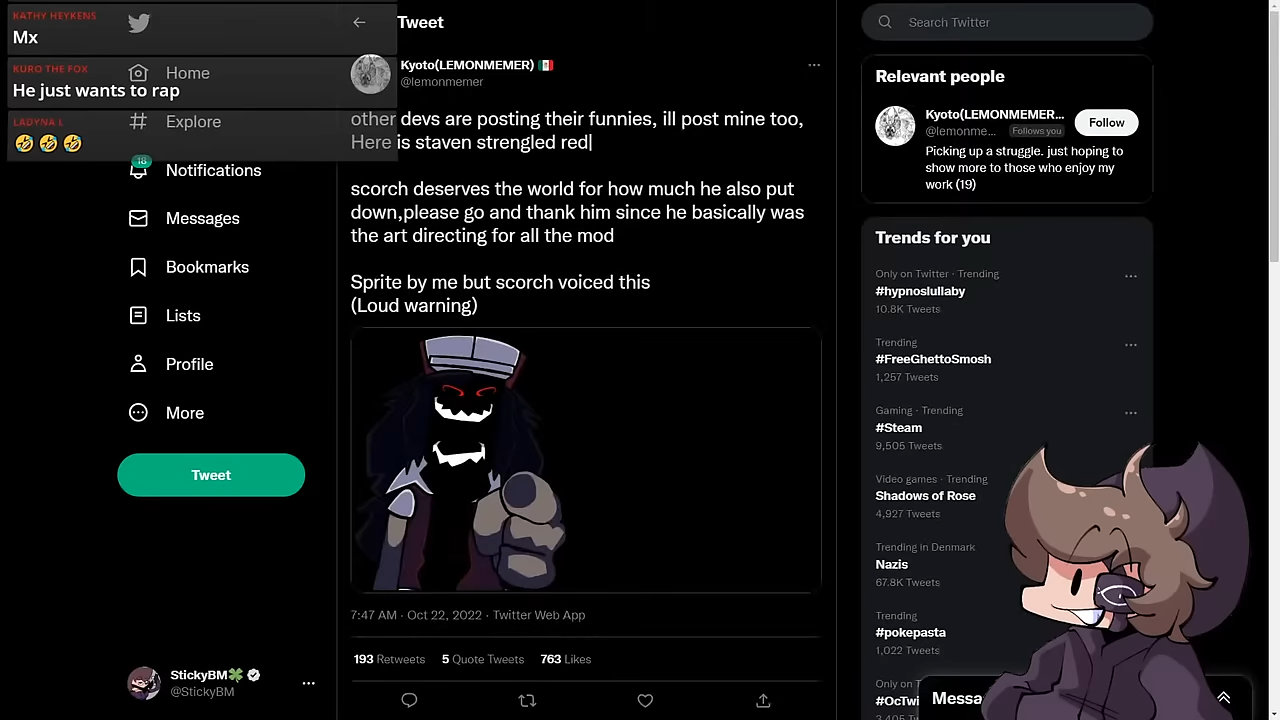 KATHY HEYKENS
Mx
KURO THE FOX
He just wants to rap
LADYNA L
Home
Explore
18
Notifications
Messages
Bookmarks
Lists
Profile
More
Tweet
StickyBM
@StickyBM
Tweet
Kyoto(LEMONMEMER)
@lemonmemer
other devs are posting their funnies, ill post mine too,
Here is staven strengled red|
scorch deserves the world for how much he also put
down,please go and thank him since he basically was
the art directing for all the mod
Sprite by me but scorch voiced this
(Loud warning)
7:47 AM · Oct 22, 2022 · Twitter Web App
193 Retweets 5 Quote Tweets 763 Likes
Search Twitter
Relevant people
Kyoto(LEMONMEMER...
@lemonme... Follows you
Follow
Picking up a struggle. just hoping to
show more to those who enjoy my
work (19)
Trends for you
Only on Twitter · Trending
#hypnoslullaby
10.8K Tweets
Trending
#FreeGhettoSmosh
1,257 Tweets
Gaming · Trending
#Steam
9,505 Tweets
Video games · Trending
Shadows of Rose
4,927 Tweets
Trending in Denmark
Nazis
67.8K Tweets
Trending
#pokepasta
1,022 Tweets
Only on T
#OcTwi
3,405 Tweets
Messa